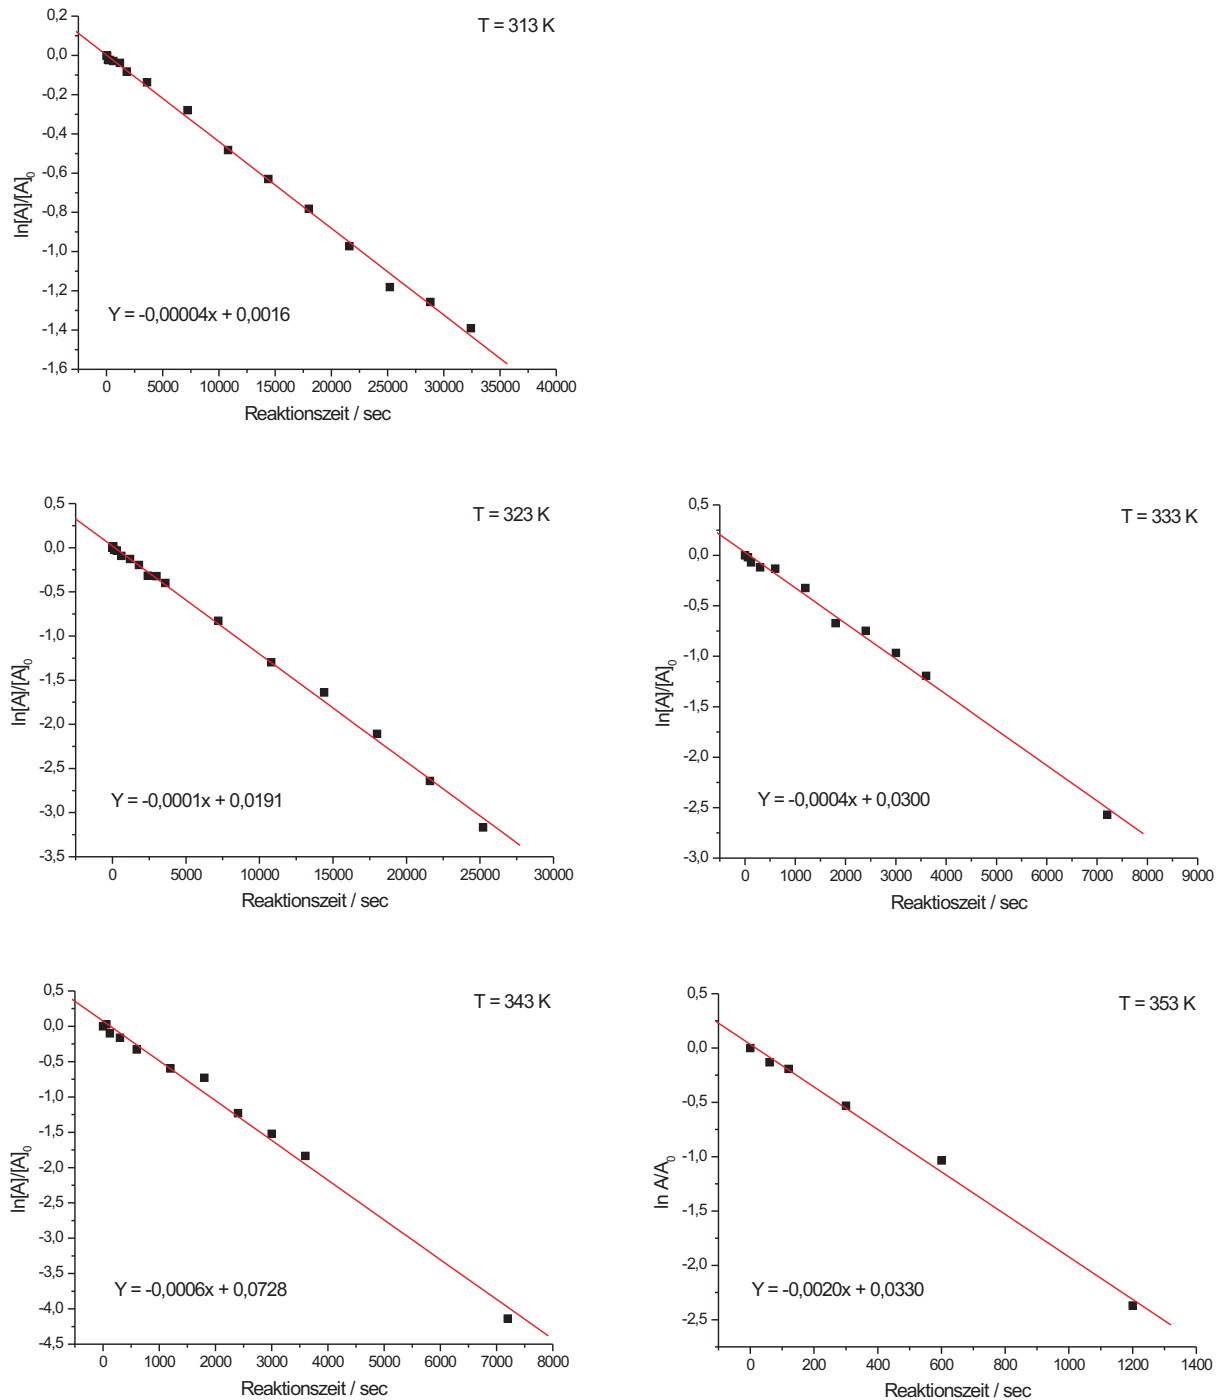 T = 313 K
0,2
0,0
-0,2
-0,4
-0,6
-0,8
-1,0
-1,2
-1,4
-1,6
ln[A]/[A]₀
Y = -0,00004x + 0,0016
0 5000 10000 15000 20000 25000 30000 35000 40000
Reaktionszeit / sec
T = 323 K
0,5
0,0
-0,5
-1,0
-1,5
-2,0
-2,5
-3,0
-3,5
ln[A]/[A]₀
Y = -0,0001x + 0,0191
0 5000 10000 15000 20000 25000 30000
Reaktionszeit / sec
T = 333 K
0,5
0,0
-0,5
-1,0
-1,5
-2,0
-2,5
-3,0
ln[A]/[A]₀
Y = -0,0004x + 0,0300
0 1000 2000 3000 4000 5000 6000 7000 8000 9000
Reaktioszeit / sec
T = 343 K
0,5
0,0
-0,5
-1,0
-1,5
-2,0
-2,5
-3,0
-3,5
-4,0
-4,5
ln[A]/[A]₀
Y = -0,0006x + 0,0728
0 1000 2000 3000 4000 5000 6000 7000 8000
Reaktionszeit / sec
T = 353 K
0,5
0,0
-0,5
-1,0
-1,5
-2,0
-2,5
ln A/A₀
Y = -0,0020x + 0,0330
0 200 400 600 800 1000 1200 1400
Reaktionszeit / sec